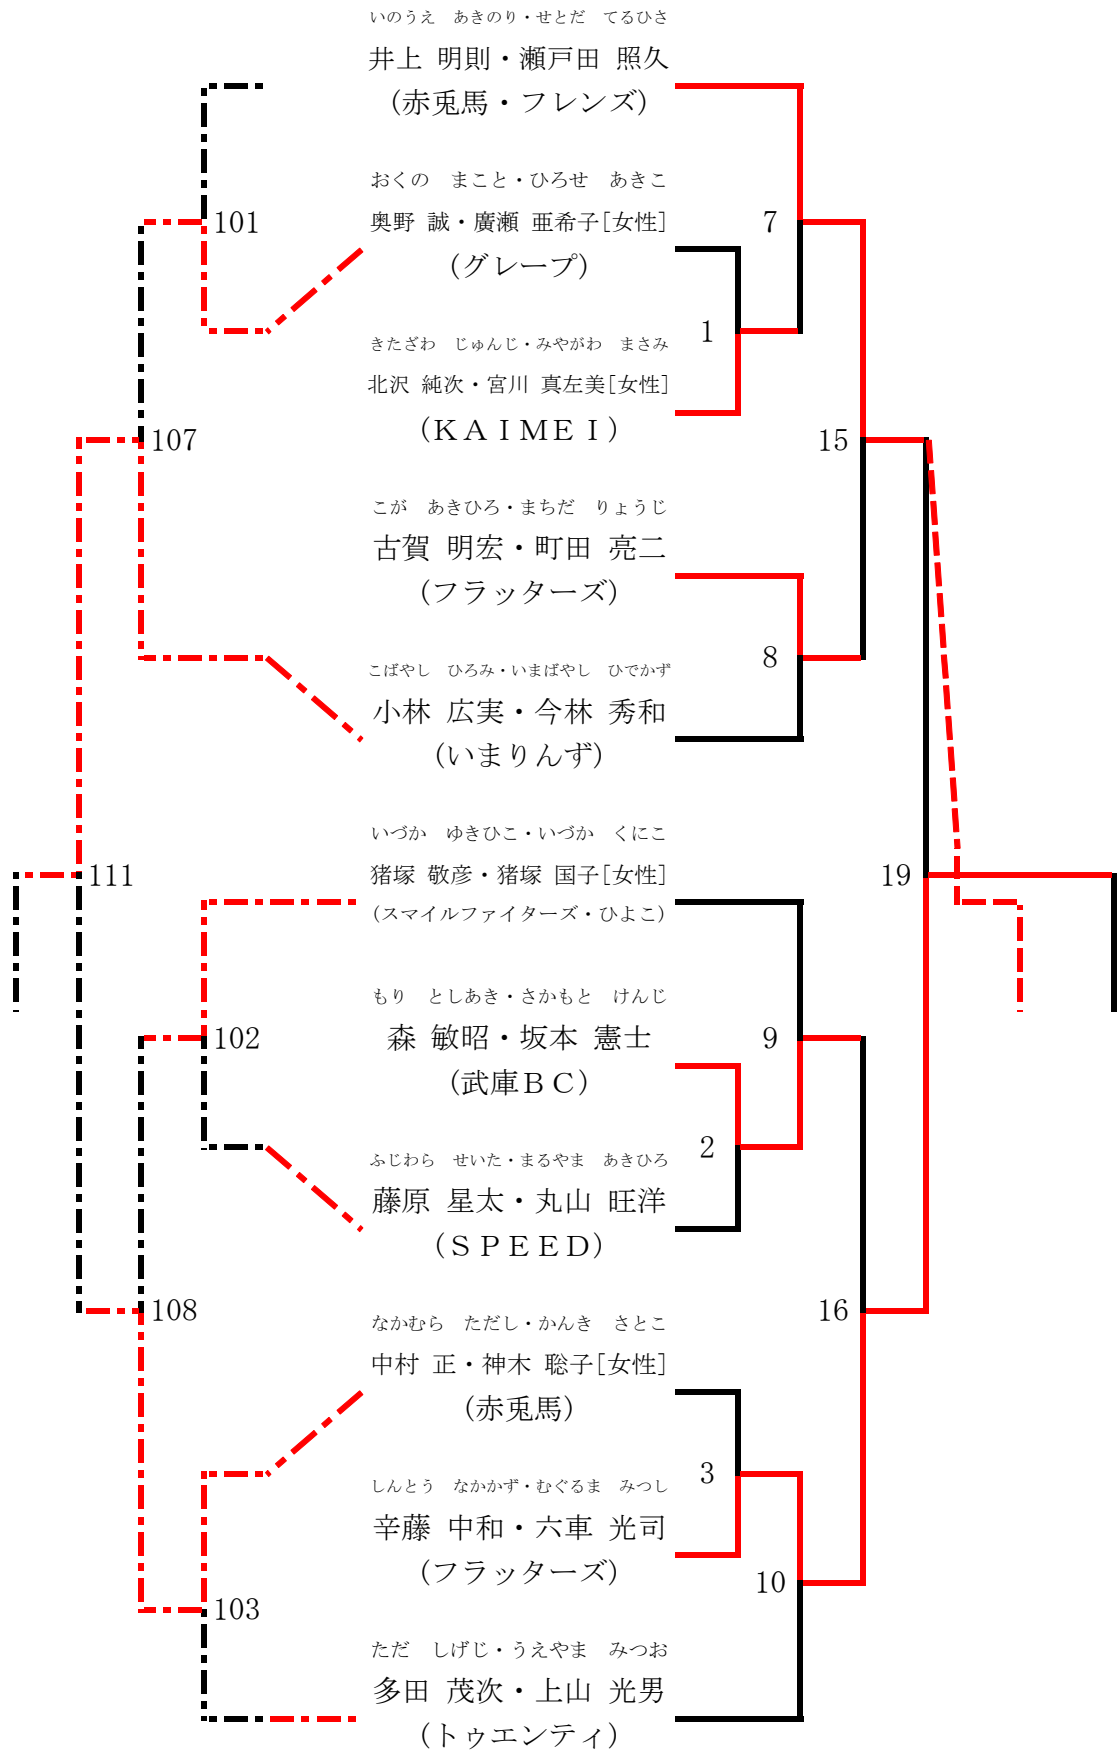 いのうえ　あきのり・せとだ　てるひさ
井上 明則・瀬戸田 照久
(赤兎馬・フレンズ)
おくの　まこと・ひろせ　あきこ
101
奥野 誠・廣瀬 亜希子[女性]
7
(グレープ)
1
きたざわ　じゅんじ・みやがわ　まさみ
北沢 純次・宮川 真左美[女性]
(ＫＡＩＭＥＩ)
107
15
こが　あきひろ・まちだ　りょうじ
古賀 明宏・町田 亮二
(フラッターズ)
8
こばやし　ひろみ・いまばやし　ひでかず
小林 広実・今林 秀和
(いまりんず)
いづか　ゆきひこ・いづか　くにこ
111
猪塚 敬彦・猪塚 国子[女性]
19
(スマイルファイターズ・ひよこ)
もり　としあき・さかもと　けんじ
102
森 敏昭・坂本 憲士
9
(武庫ＢＣ)
2
ふじわら　せいた・まるやま　あきひろ
藤原 星太・丸山 旺洋
(ＳＰＥＥＤ)
108
16
なかむら　ただし・かんき　さとこ
中村 正・神木 聡子[女性]
(赤兎馬)
3
しんとう　なかかず・むぐるま　みつし
辛藤 中和・六車 光司
(フラッターズ)
10
103
ただ　しげじ・うえやま　みつお
多田 茂次・上山 光男
(トゥエンティ)